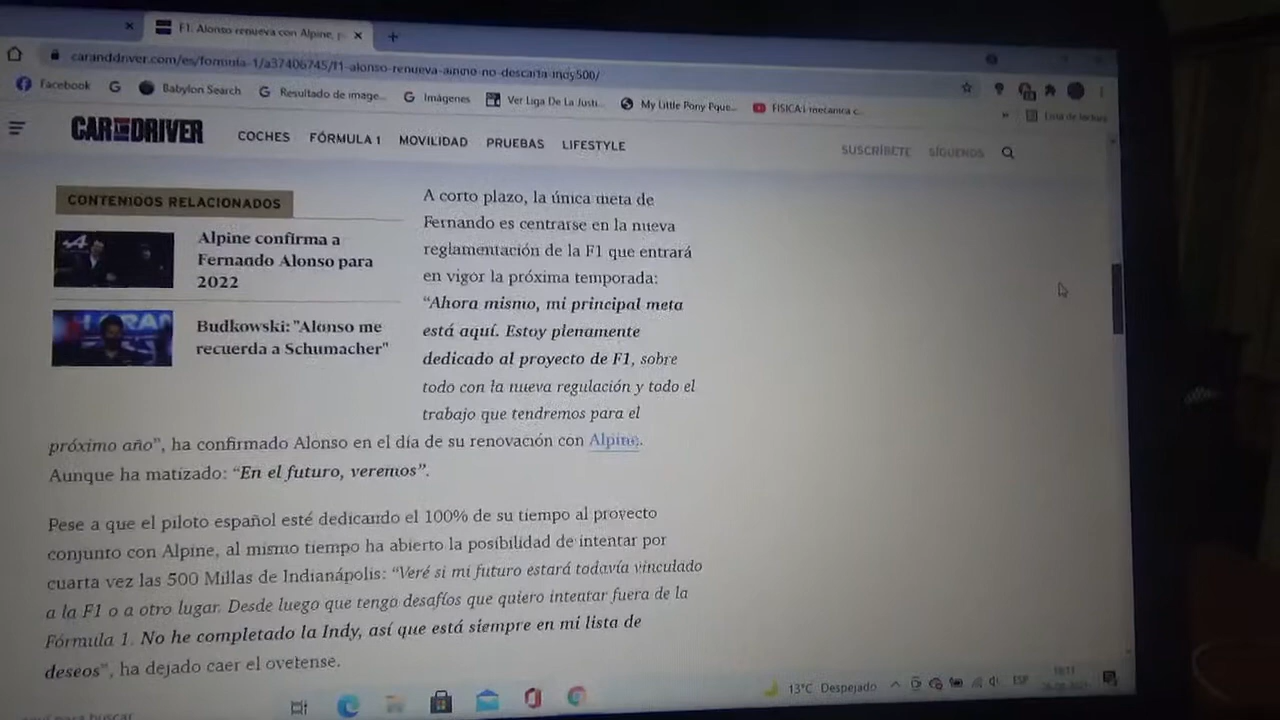 F1. Alonso renueva con Alpine,
caranddriver.com/es/formula-1/a37406745/f1-alonso-renueva-alpine-no-descarta-indy500/
Facebook
Babylon Search
Resultado de image...
Imágenes
Ver Liga De La Justi...
My Little Pony Pque...
FISICA: mecanica c...
Lista de lectura
CAR AND DRIVER
COCHES FÓRMULA 1 MOVILIDAD PRUEBAS LIFESTYLE
SUSCRÍBETE SÍGUENOS
CONTENIDOS RELACIONADOS
Alpine confirma a
Fernando Alonso para
2022
Budkowski: "Alonso me
recuerda a Schumacher"
A corto plazo, la única meta de
Fernando es centrarse en la nueva
reglamentación de la F1 que entrará
en vigor la próxima temporada:
“Ahora mismo, mi principal meta
está aquí. Estoy plenamente
dedicado al proyecto de F1, sobre
todo con la nueva regulación y todo el
trabajo que tendremos para el
próximo año”, ha confirmado Alonso en el día de su renovación con Alpine.
Aunque ha matizado: “En el futuro, veremos”.
Pese a que el piloto español esté dedicando el 100% de su tiempo al proyecto
conjunto con Alpine, al mismo tiempo ha abierto la posibilidad de intentar por
cuarta vez las 500 Millas de Indianápolis: “Veré si mi futuro estará todavía vinculado
a la F1 o a otro lugar. Desde luego que tengo desafíos que quiero intentar fuera de la
Fórmula 1. No he completado la Indy, así que está siempre en mi lista de
deseos”, ha dejado caer el ovetense.
para buscar
13°C Despejado
ESP